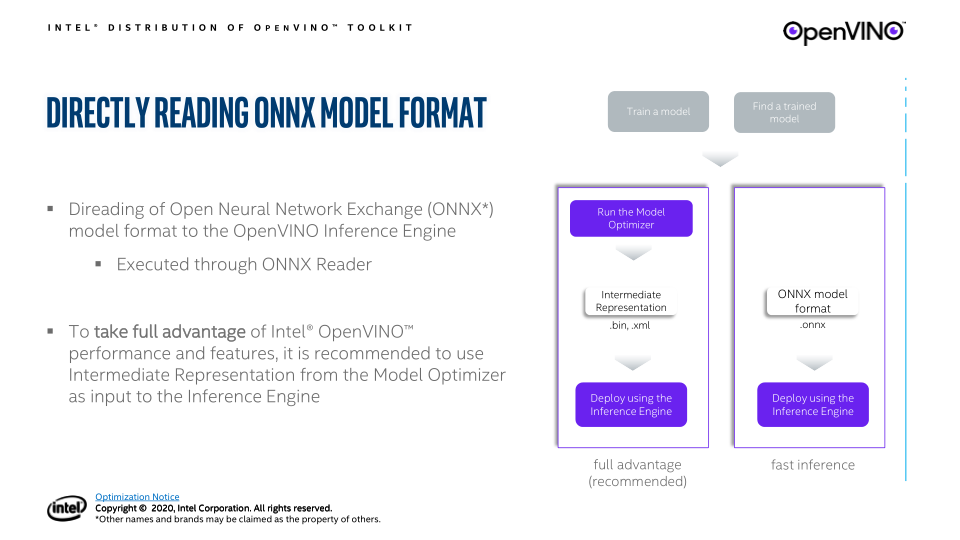 INTEL® DISTRIBUTION OF OPENVINO™ TOOLKIT
OpenVINO™
DIRECTLY READING ONNX MODEL FORMAT
▪ Direading of Open Neural Network Exchange (ONNX*)
model format to the OpenVINO Inference Engine
▪ Executed through ONNX Reader
▪ To take full advantage of Intel® OpenVINO™
performance and features, it is recommended to use
Intermediate Representation from the Model Optimizer
as input to the Inference Engine
Train a model
Find a trained
model
Run the Model
Optimizer
Intermediate
Representation
.bin, .xml
Deploy using the
Inference Engine
full advantage
(recommended)
ONNX model
format
.onnx
Deploy using the
Inference Engine
fast inference
intel
Optimization Notice
Copyright © 2020, Intel Corporation. All rights reserved.
*Other names and brands may be claimed as the property of others.